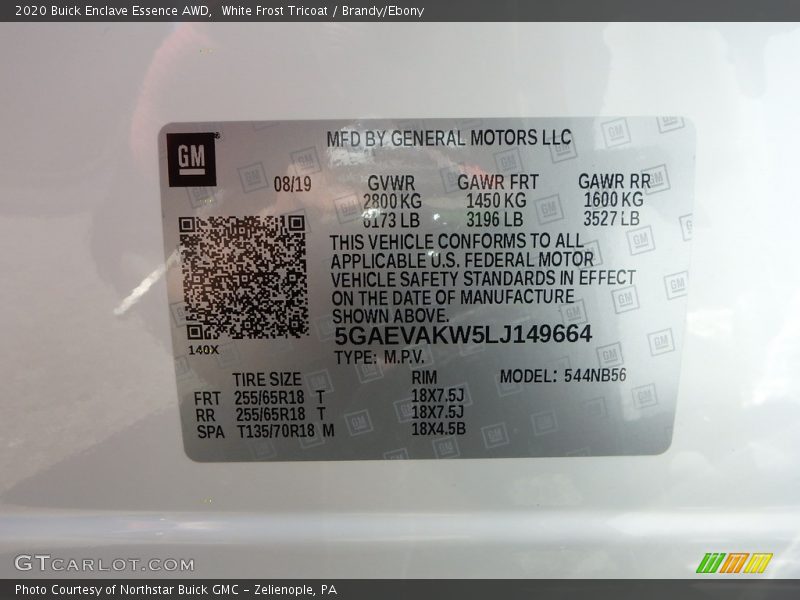 2020 Buick Enclave Essence AWD,  White Frost Tricoat / Brandy/Ebony
GM
MFD BY GENERAL MOTORS LLC
08/19 GVWR GAWR FRT GAWR RR
2800 KG 1450 KG 1600 KG
6173 LB 3196 LB 3527 LB
THIS VEHICLE CONFORMS TO ALL
APPLICABLE U.S. FEDERAL MOTOR
VEHICLE SAFETY STANDARDS IN EFFECT
ON THE DATE OF MANUFACTURE
SHOWN ABOVE.
5GAEVAKW5LJ149664
140X
TYPE: M.P.V.
TIRE SIZE RIM MODEL: 544NB56
FRT 255/65R18 T 18X7.5J
RR 255/65R18 T 18X7.5J
SPA T135/70R18 M 18X4.5B
GTCARLOT.COM
Photo Courtesy of Northstar Buick GMC - Zelienople, PA